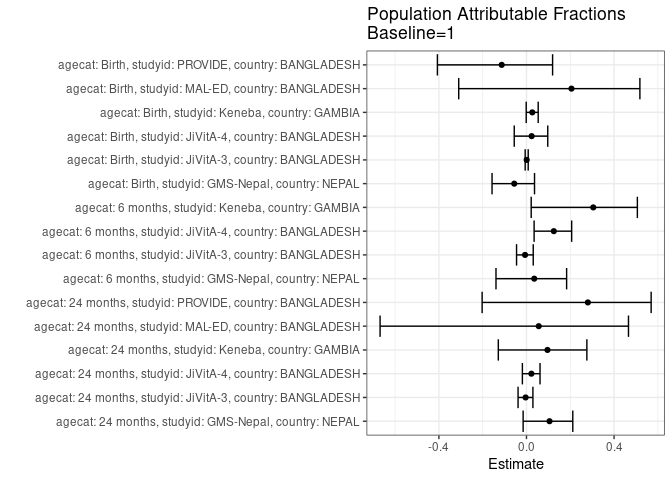 Population Attributable Fractions
Baseline=1
agecat: Birth, studyid: PROVIDE, country: BANGLADESH
agecat: Birth, studyid: MAL-ED, country: BANGLADESH
agecat: Birth, studyid: Keneba, country: GAMBIA
agecat: Birth, studyid: JiVitA-4, country: BANGLADESH
agecat: Birth, studyid: JiVitA-3, country: BANGLADESH
agecat: Birth, studyid: GMS-Nepal, country: NEPAL
agecat: 6 months, studyid: Keneba, country: GAMBIA
agecat: 6 months, studyid: JiVitA-4, country: BANGLADESH
agecat: 6 months, studyid: JiVitA-3, country: BANGLADESH
agecat: 6 months, studyid: GMS-Nepal, country: NEPAL
agecat: 24 months, studyid: PROVIDE, country: BANGLADESH
agecat: 24 months, studyid: MAL-ED, country: BANGLADESH
agecat: 24 months, studyid: Keneba, country: GAMBIA
agecat: 24 months, studyid: JiVitA-4, country: BANGLADESH
agecat: 24 months, studyid: JiVitA-3, country: BANGLADESH
agecat: 24 months, studyid: GMS-Nepal, country: NEPAL
-0.4 0.0 0.4
Estimate